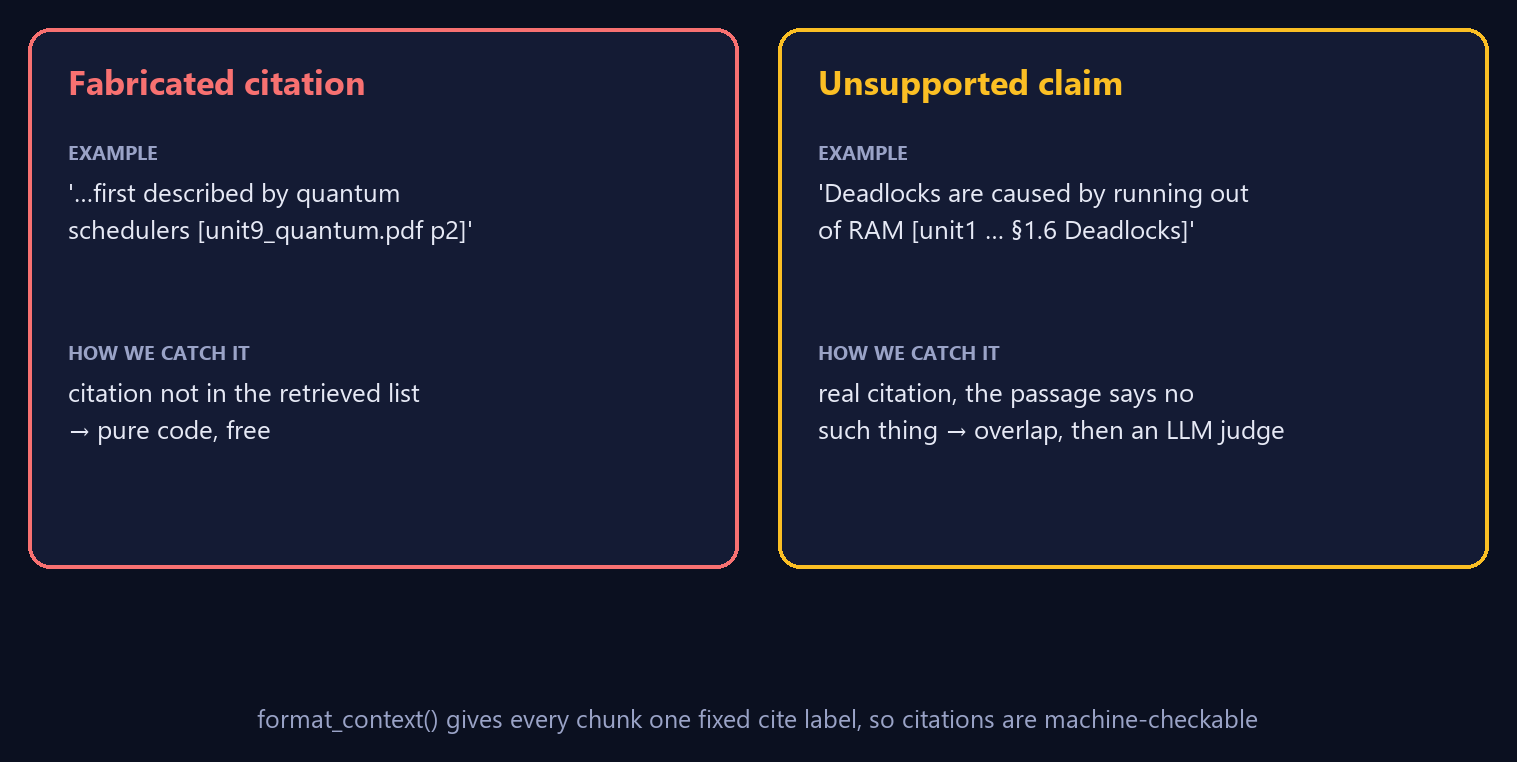 Fabricated citation
EXAMPLE
'...first described by quantum
schedulers [unit9_quantum.pdf p2]'
HOW WE CATCH IT
citation not in the retrieved list
→ pure code, free
Unsupported claim
EXAMPLE
'Deadlocks are caused by running out
of RAM [unit1 ... §1.6 Deadlocks]'
HOW WE CATCH IT
real citation, the passage says no
such thing → overlap, then an LLM judge
format_context() gives every chunk one fixed cite label, so citations are machine-checkable